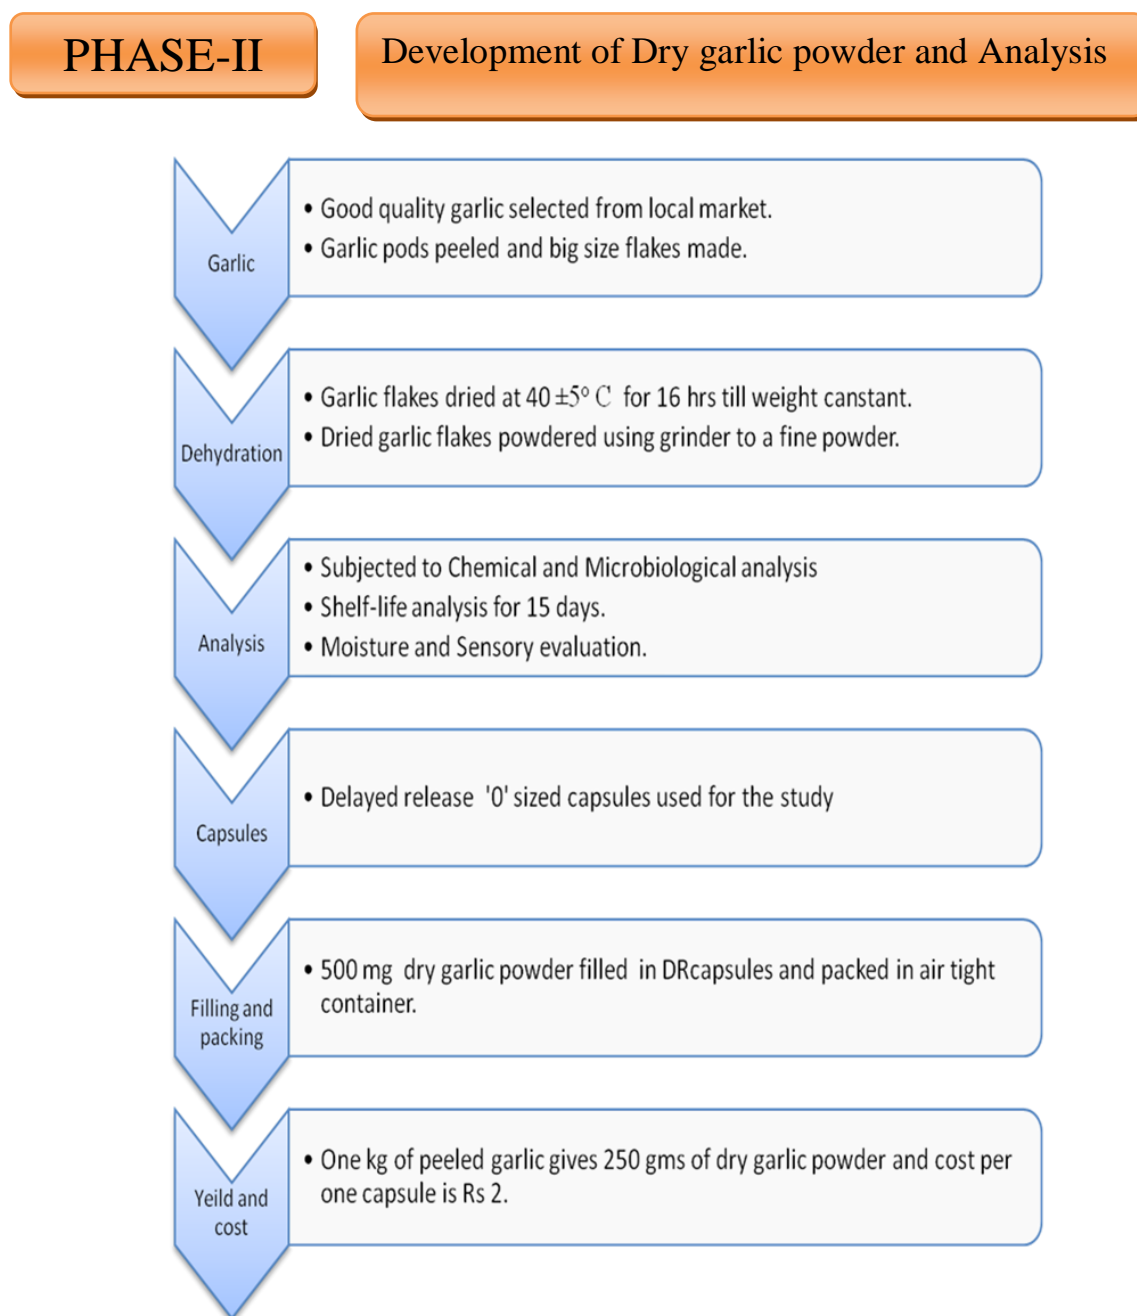 PHASE-II
Development of Dry garlic powder and Analysis
Garlic
• Good quality garlic selected from local market.
• Garlic pods peeled and big size flakes made.
Dehydration
• Garlic flakes dried at 40 ±5° C for 16 hrs till weight canstant.
• Dried garlic flakes powdered using grinder to a fine powder.
Analysis
• Subjected to Chemical and Microbiological analysis
• Shelf-life analysis for 15 days.
• Moisture and Sensory evaluation.
Capsules
• Delayed release '0' sized capsules used for the study
Filling and
packing
• 500 mg dry garlic powder filled in DRcapsules and packed in air tight
container.
Yeild and
cost
• One kg of peeled garlic gives 250 gms of dry garlic powder and cost per
one capsule is Rs 2.